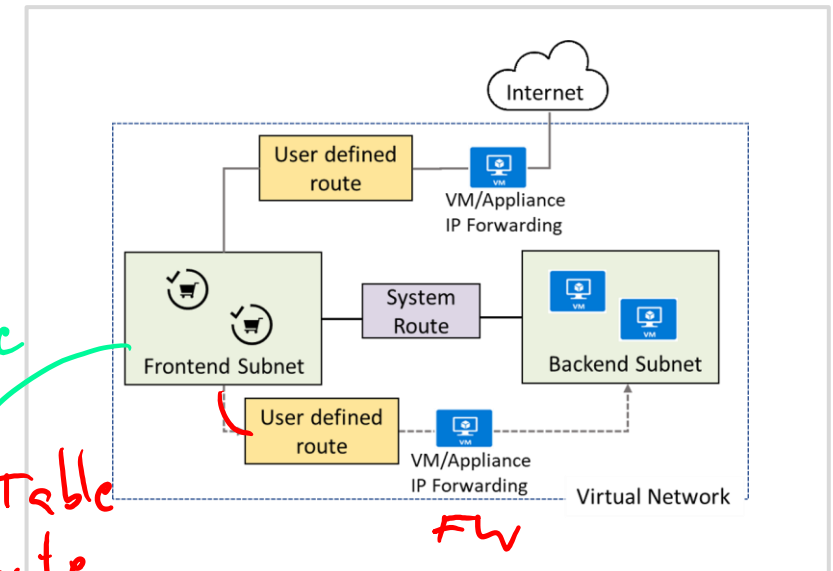 Internet
User defined
route
VM
VM/Appliance
IP Forwarding
System
Route
Frontend Subnet
VM
VM
Backend Subnet
User defined
route
VM
VM/Appliance
IP Forwarding
Virtual Network
Table
FW